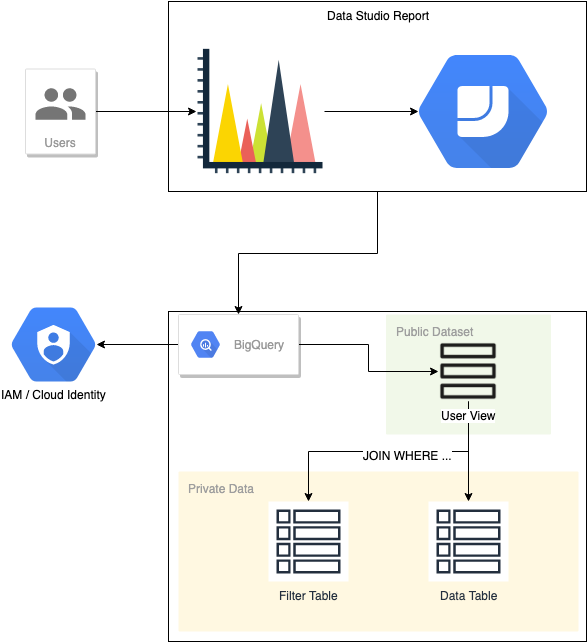 Data Studio Report
Users
BigQuery
Public Dataset
IAM / Cloud Identity
User View
JOIN WHERE ...
Private Data
Filter Table
Data Table